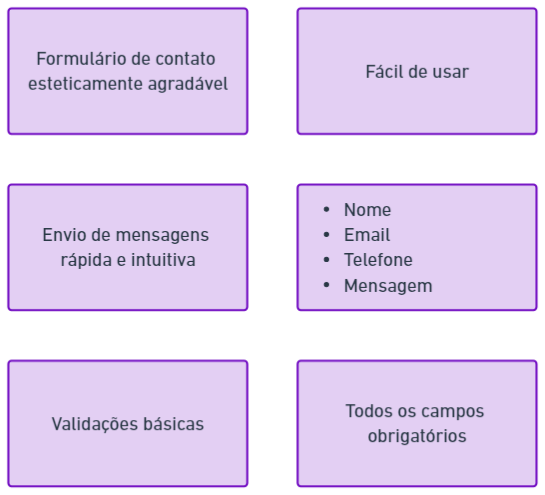 Formulário de contato
esteticamente agradável
Fácil de usar
Envio de mensagens
rápida e intuitiva
• Nome
• Email
• Telefone
• Mensagem
Validações básicas
Todos os campos
obrigatórios